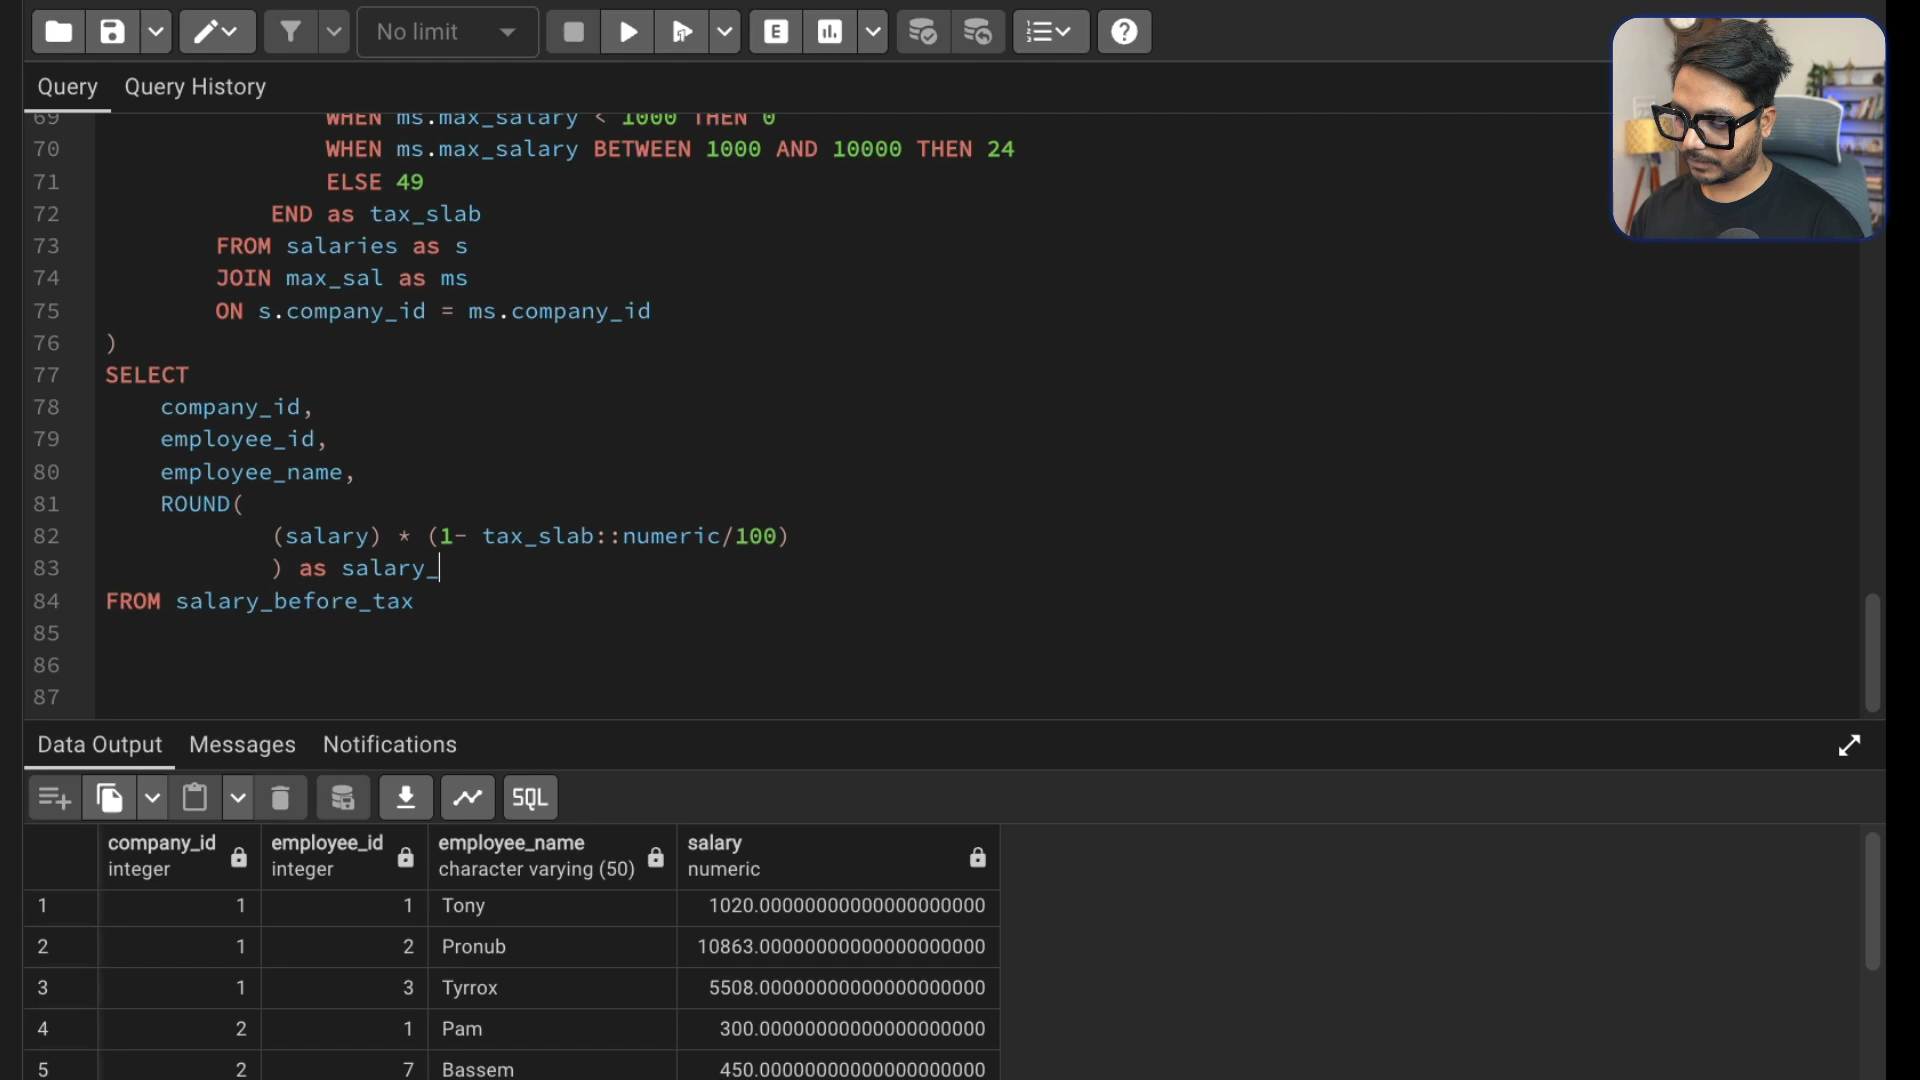 No limit
Query Query History
69 WHEN ms.max_salary < 1000 THEN 0
70 WHEN ms.max_salary BETWEEN 1000 AND 10000 THEN 24
71 ELSE 49
72 END as tax_slab
73 FROM salaries as s
74 JOIN max_sal as ms
75 ON s.company_id = ms.company_id
76 )
77 SELECT
78 company_id,
79 employee_id,
80 employee_name,
81 ROUND(
82 (salary) * (1- tax_slab::numeric/100)
83 ) as salary_
84 FROM salary_before_tax
85
86
87
Data Output Messages Notifications
SQL
company_id employee_id employee_name salary
integer integer character varying (50) numeric
1 1 1 Tony 1020.00000000000000000000
2 1 2 Pronub 10863.00000000000000000000
3 1 3 Tyrrox 5508.00000000000000000000
4 2 1 Pam 300.00000000000000000000
5 2 7 Bassem 450.00000000000000000000